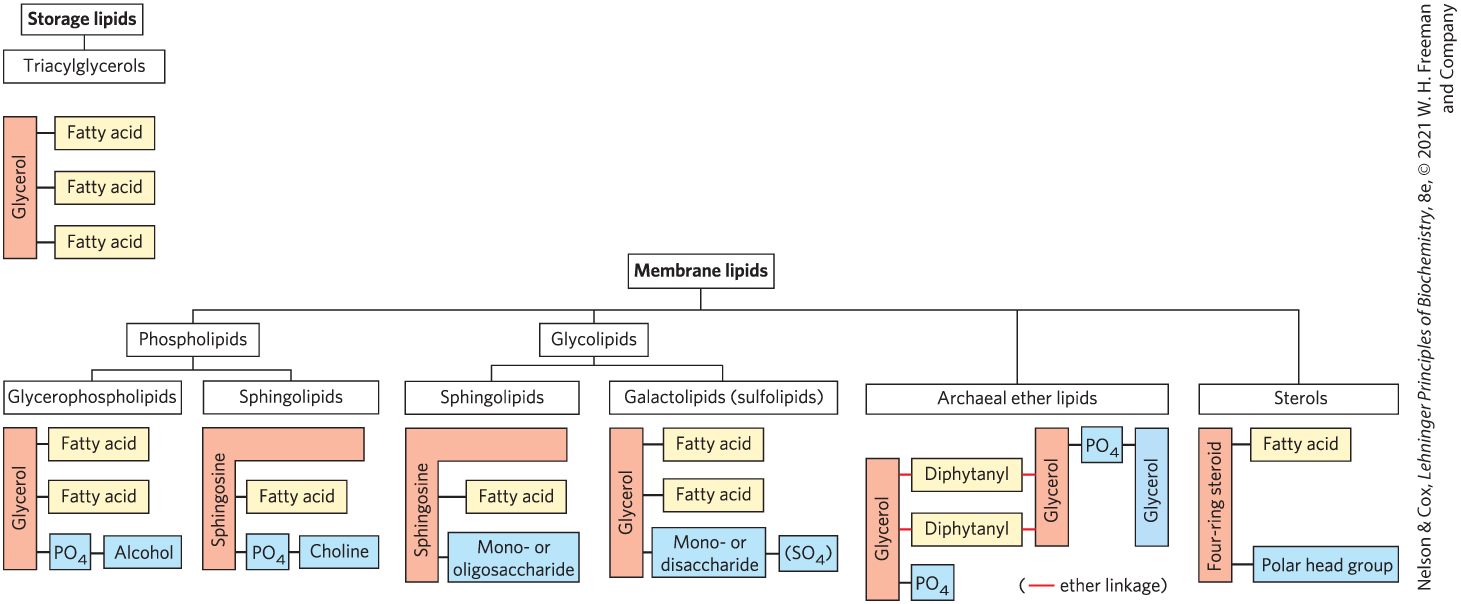 Storage lipids
Triacylglycerols
Glycerol
Fatty acid
Fatty acid
Fatty acid
Membrane lipids
Phospholipids
Glycolipids
Glycerophospholipids
Sphingolipids
Sphingolipids
Galactolipids (sulfolipids)
Archaeal ether lipids
Sterols
Glycerol
Fatty acid
Fatty acid
PO4
Alcohol
Sphingosine
Fatty acid
PO4
Choline
Sphingosine
Fatty acid
Mono- or
oligosaccharide
Glycerol
Fatty acid
Fatty acid
Mono- or
disaccharide
(SO4)
Glycerol
Diphytanyl
Diphytanyl
PO4
Glycerol
PO4
Glycerol
( — ether linkage)
Four-ring steroid
Fatty acid
Polar head group
Nelson & Cox, Lehninger Principles of Biochemistry, 8e, © 2021 W. H. Freeman
and Company